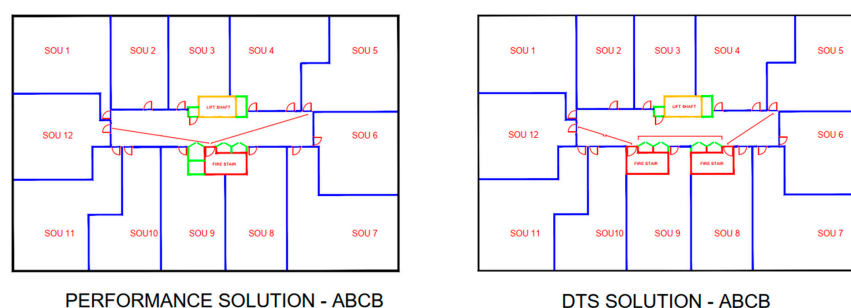 SOU 1
SOU 2
SOU 3
SOU 4
SOU 5
LIFT SHAFT
SOU 12
SOU 6
FIRE STAIR
SOU 11
SOU10
SOU 9
SOU 8
SOU 7
PERFORMANCE SOLUTION - ABCB
SOU 1
SOU 2
SOU 3
SOU 4
SOU 5
LIFT SHAFT
SOU 12
SOU 6
FIRE STAIR
FIRE STAIR
SOU 11
SOU10
SOU 9
SOU 8
SOU 7
DTS SOLUTION - ABCB